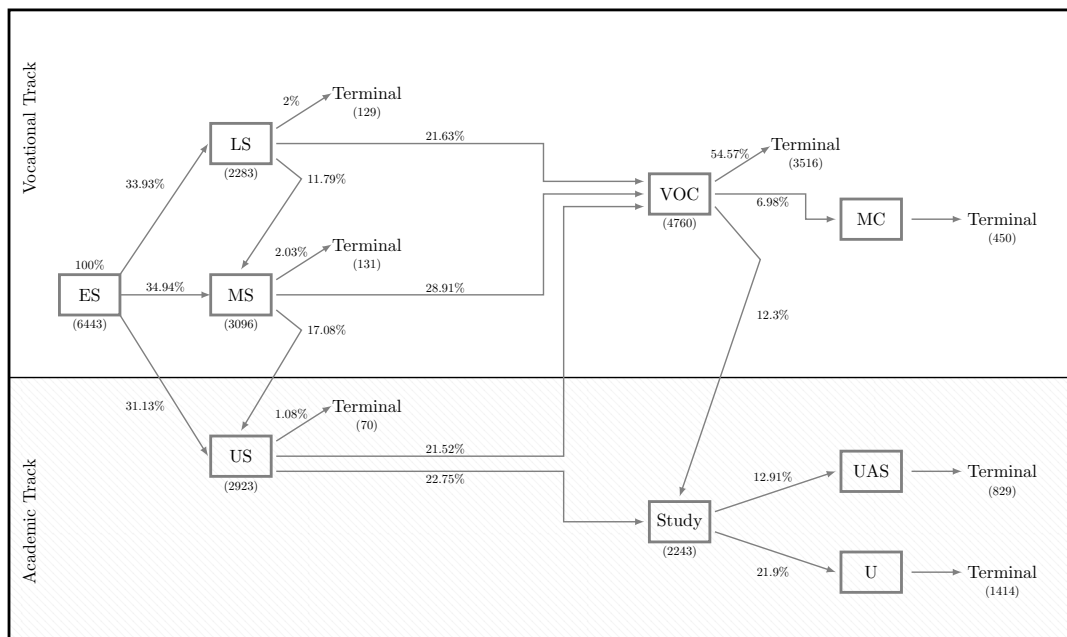 Vocational Track
Academic Track
100%
ES
(6443)
33.93%
34.94%
31.13%
LS
(2283)
2%
Terminal
(129)
21.63%
11.79%
MS
(3096)
2.03%
Terminal
(131)
28.91%
17.08%
US
(2923)
1.08%
Terminal
(70)
21.52%
22.75%
VOC
(4760)
54.57%
Terminal
(3516)
6.98%
MC
Terminal
(450)
12.3%
Study
(2243)
12.91%
UAS
Terminal
(829)
21.9%
U
Terminal
(1414)